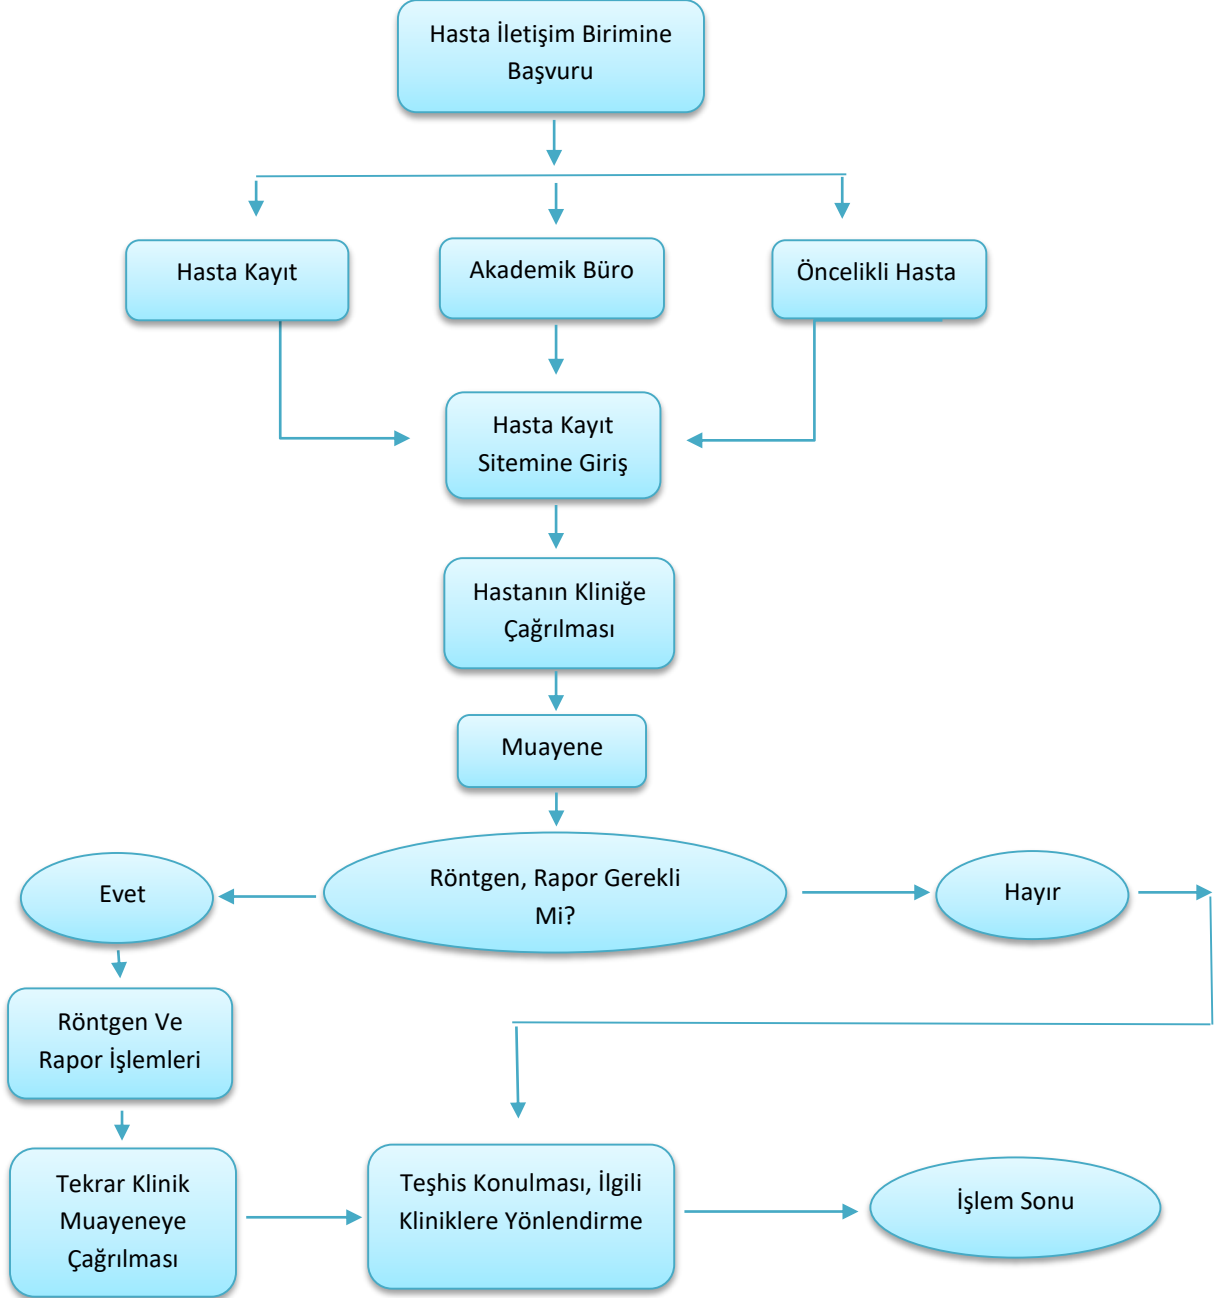 Hasta İletişim Birimine
Başvuru
Hasta Kayıt
Akademik Büro
Öncelikli Hasta
Hasta Kayıt
Sitemine Giriş
Hastanın Kliniğe
Çağrılması
Muayene
Evet
Röntgen, Rapor Gerekli
Mi?
Hayır
Röntgen Ve
Rapor İşlemleri
Tekrar Klinik
Muayeneye
Çağrılması
Teşhis Konulması, İlgili
Kliniklere Yönlendirme
İşlem Sonu